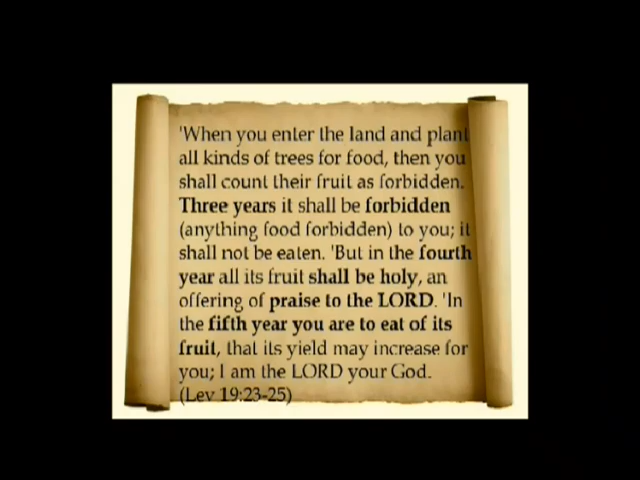 'When you enter the land and plant
all kinds of trees for food, then you
shall count their fruit as forbidden.
Three years it shall be forbidden
(anything food forbidden) to you; it
shall not be eaten. 'But in the fourth
year all its fruit shall be holy, an
offering of praise to the LORD. 'In
the fifth year you are to eat of its
fruit, that its yield may increase for
you; I am the LORD your God.
(Lev 19:23-25)